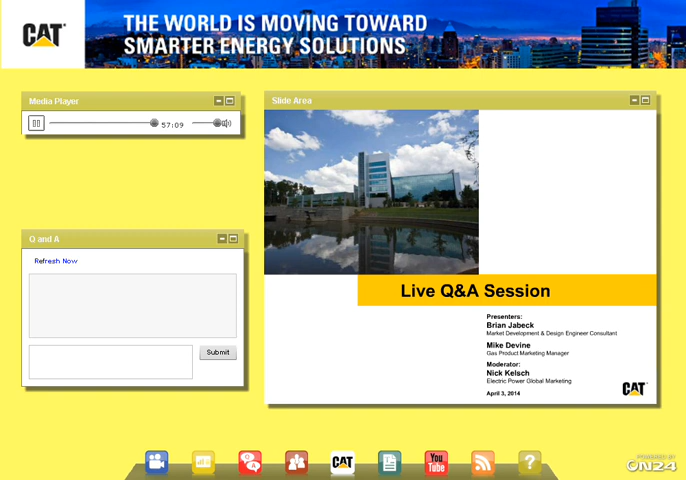 CAT
THE WORLD IS MOVING TOWARD
SMARTER ENERGY SOLUTIONS
Media Player
57:09
Slide Area
Q and A
Refresh Now
Submit
Live Q&A Session
Presenters:
Brian Jabeck
Market Development & Design Engineer Consultant
Mike Devine
Gas Product Marketing Manager
Moderator:
Nick Kelsch
Electric Power Global Marketing
April 3, 2014
CAT
Q
A
CAT
You
Tube
?
POWERED BY
ON24